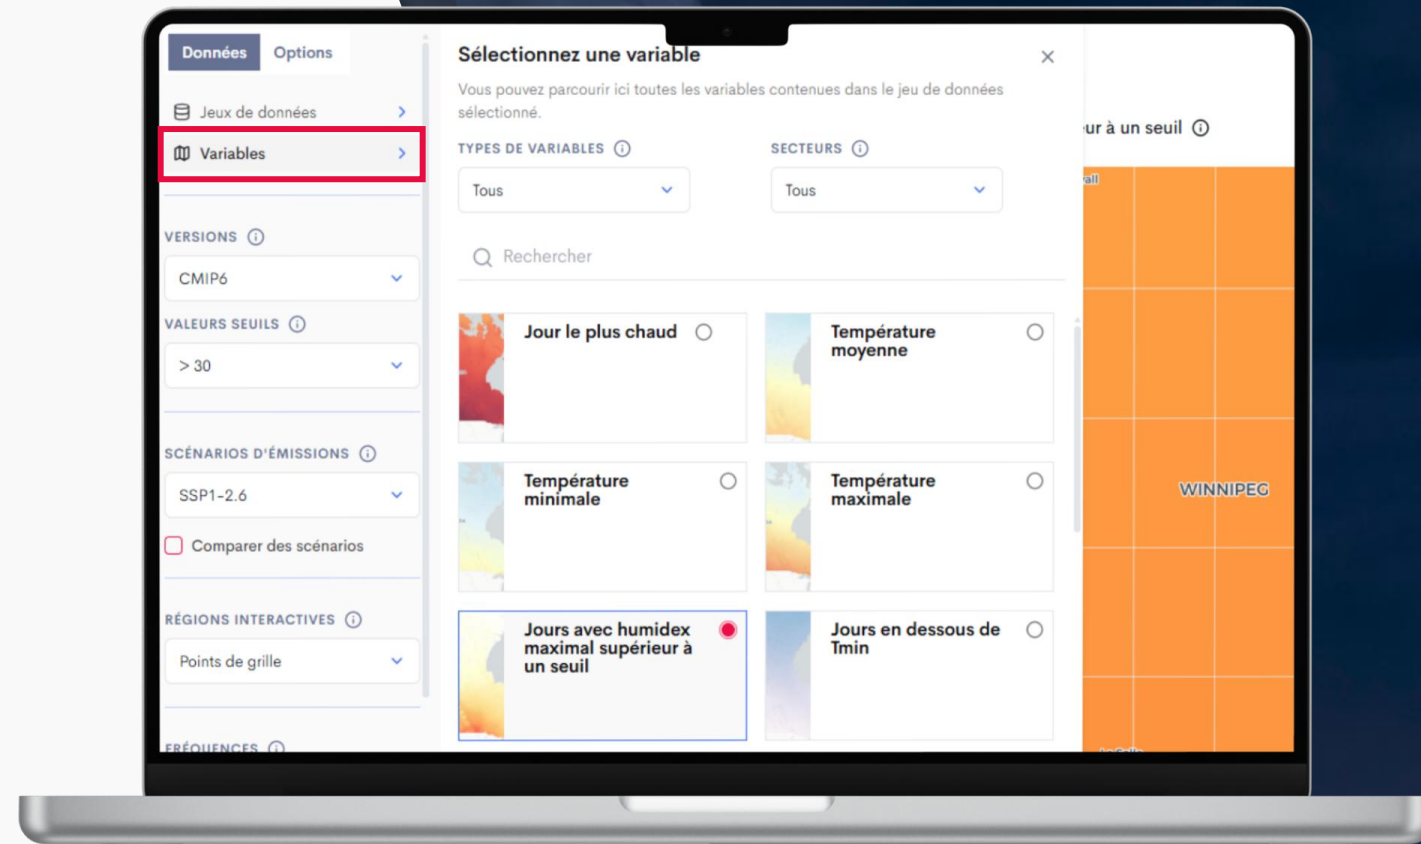 Données
Options
Jeux de données
Variables
VERSIONS
CMIP6
VALEURS SEUILS
> 30
SCÉNARIOS D'ÉMISSIONS
SSP1-2.6
Comparer des scénarios
RÉGIONS INTERACTIVES
Points de grille
FRÉQUENCES
Sélectionnez une variable
Vous pouvez parcourir ici toutes les variables contenues dans le jeu de données
sélectionné.
TYPES DE VARIABLES
SECTEURS
Tous
Tous
Rechercher
Jour le plus chaud
Température
moyenne
Température
minimale
Température
maximale
Jours avec humidex
maximal supérieur à
un seuil
Jours en dessous de
Tmin
ur à un seuil
WINNIPEG